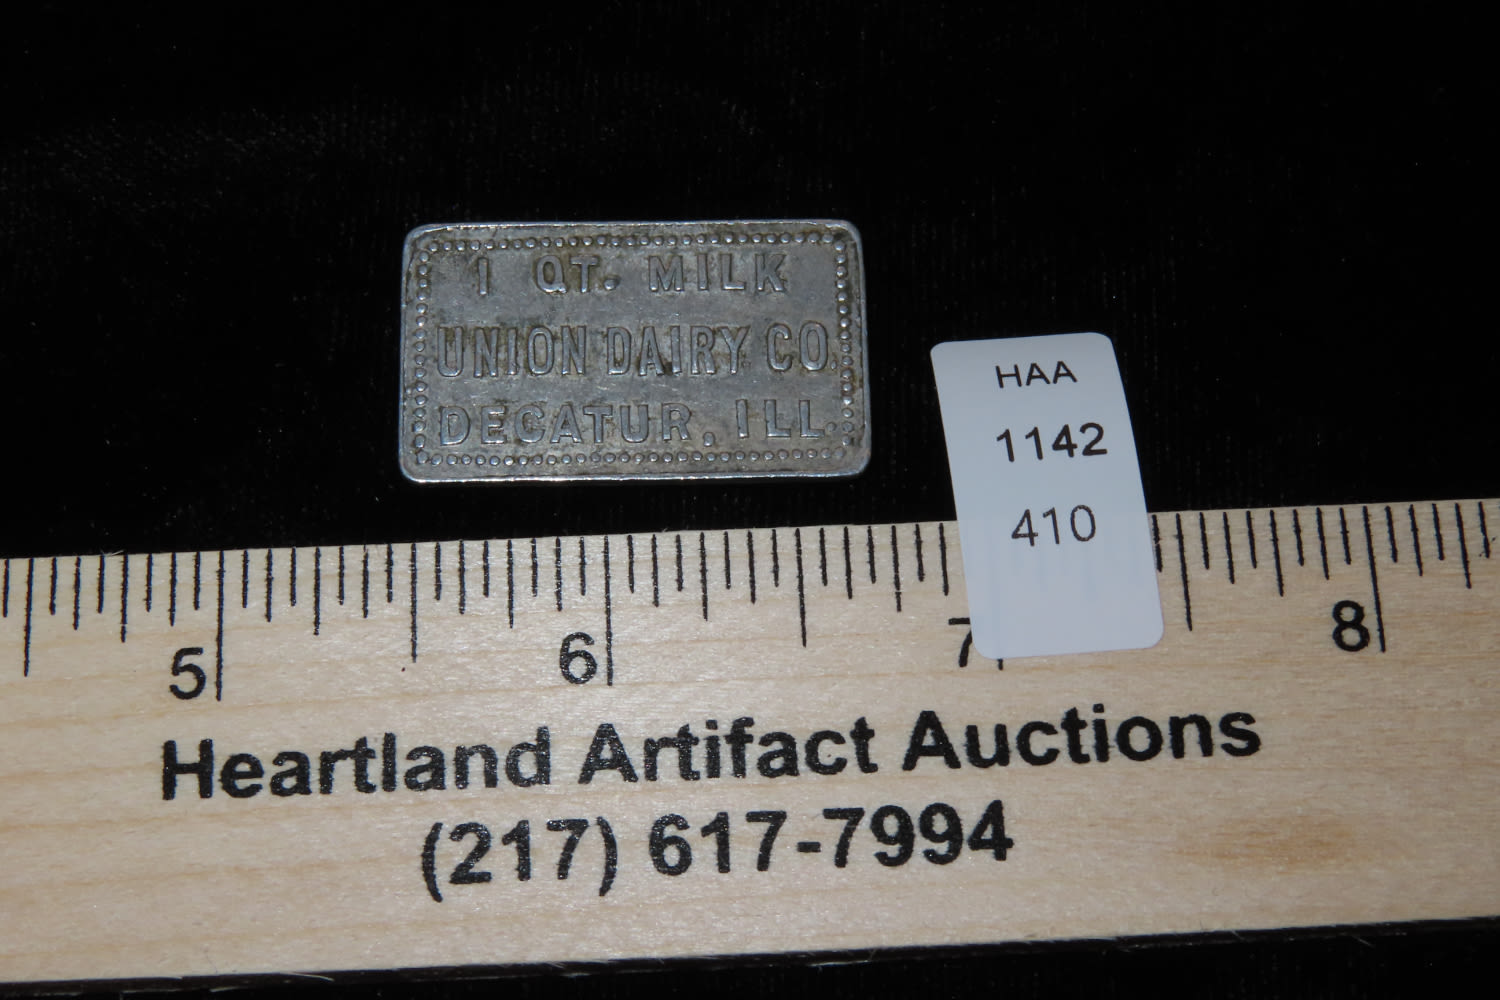 1 QT. MILK
UNION DAIRY CO.
DECATUR, ILL.
HAA
1142
410
5
6
7
8
Heartland Artifact Auctions
(217) 617-7994